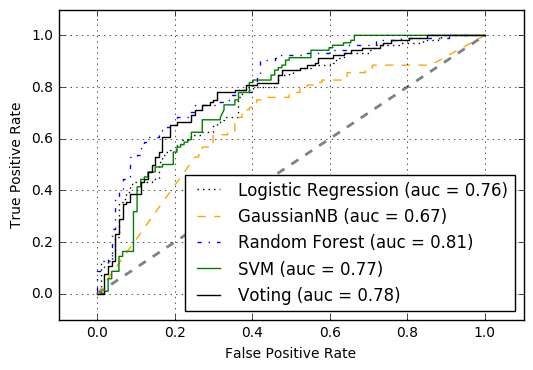 1.0
0.8
0.6
0.4
0.2
0.0
True Positive Rate
Logistic Regression (auc = 0.76)
GaussianNB (auc = 0.67)
Random Forest (auc = 0.81)
SVM (auc = 0.77)
Voting (auc = 0.78)
0.0 0.2 0.4 0.6 0.8 1.0
False Positive Rate